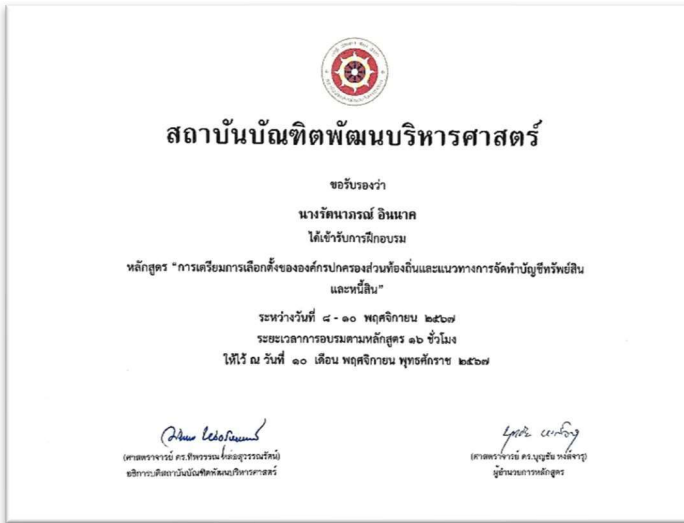 สถาบันบัณฑิตพัฒนบริหารศาสตร์
ขอรับรองว่า
นางรัตนาภรณ์ อินนาค
ได้เข้ารับการฝึกอบรม
หลักสูตร "การเตรียมการเลือกตั้งขององค์กรปกครองส่วนท้องถิ่นและแนวทางการจัดทำบัญชีทรัพย์สิน
และหนี้สิน"
ระหว่างวันที่ ๘ - ๑๐ พฤศจิกายน ๒๕๖๗
ระยะเวลาการอบรมตามหลักสูตร ๑๖ ชั่วโมง
ให้ไว้ ณ วันที่ ๑๐ เดือน พฤศจิกายน พุทธศักราช ๒๕๖๗
(ศาสตราจารย์ ดร.ทิพวรรณ หล่อสุวรรณรัตน์)
อธิการบดีสถาบันบัณฑิตพัฒนบริหารศาสตร์
(ศาสตราจารย์ ดร.บุญชัย หงส์จารุ)
ผู้อำนวยการหลักสูตร